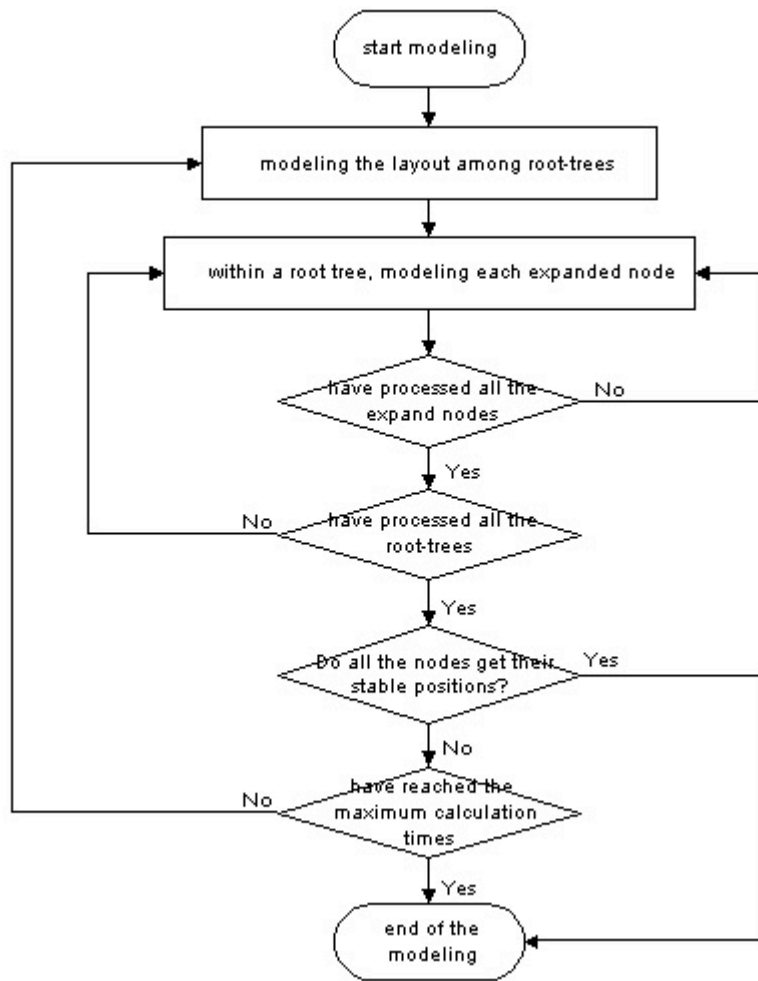 start modeling
modeling the layout among root-trees
within a root tree, modeling each expanded node
have processed all the
expand nodes
No
Yes
No
have processed all the
root-trees
Yes
Do all the nodes get their
stable positions?
Yes
No
No
have reached the
maximum calculation
times
Yes
end of the
modeling